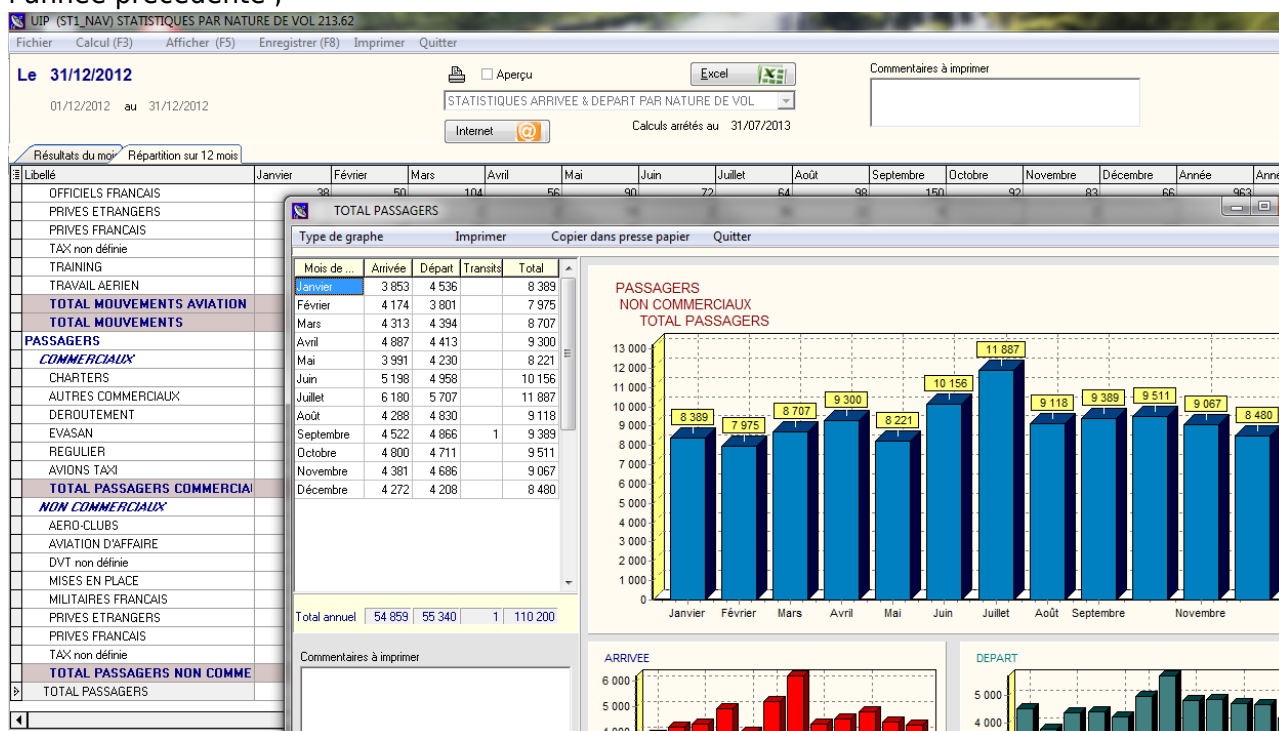 l'année précédente ;
UIP (ST1_NAV) STATISTIQUES PAR NATURE DE VOL 213.62
Fichier Calcul (F3) Afficher (F5) Enregistrer (F8) Imprimer Quitter
Le 31/12/2012
01/12/2012 au 31/12/2012
Aperçu
Excel
Commentaires à imprimer
STATISTIQUES ARRIVEE & DEPART PAR NATURE DE VOL
Internet
Calculs arrêtés au 31/07/2013
Résultats du moi Répartition sur 12 mois
Libellé Janvier Février Mars Avril Mai Juin Juillet Août Septembre Octobre Novembre Décembre Année Anné
OFFICIELS FRANCAIS 38 50 104 56 90 72 64 98 150 92 83 66 963
PRIVES ETRANGERS
PRIVES FRANCAIS
TAX non définie
TRAINING
TRAVAIL AERIEN
TOTAL MOUVEMENTS AVIATION
TOTAL MOUVEMENTS
PASSAGERS
COMMERCIAUX
CHARTERS
AUTRES COMMERCIAUX
DEROUTEMENT
EVASAN
REGULIER
AVIONS TAXI
TOTAL PASSAGERS COMMERCIA
NON COMMERCIAUX
AERO-CLUBS
AVIATION D'AFFAIRE
DVT non définie
MISES EN PLACE
MILITAIRES FRANCAIS
PRIVES ETRANGERS
PRIVES FRANCAIS
TAX non définie
TOTAL PASSAGERS NON COMME
TOTAL PASSAGERS
TOTAL PASSAGERS
Type de graphe Imprimer Copier dans presse papier Quitter
Mois de ... Arrivée Départ Transits Total
Janvier 3 853 4 536 8 389
Février 4 174 3 801 7 975
Mars 4 313 4 394 8 707
Avril 4 887 4 413 9 300
Mai 3 991 4 230 8 221
Juin 5 198 4 958 10 156
Juillet 6 180 5 707 11 887
Août 4 288 4 830 9 118
Septembre 4 522 4 866 1 9 389
Octobre 4 800 4 711 9 511
Novembre 4 381 4 686 9 067
Décembre 4 272 4 208 8 480
Total annuel 54 859 55 340 1 110 200
Commentaires à imprimer
PASSAGERS
NON COMMERCIAUX
TOTAL PASSAGERS
13 000
12 000
11 000
10 000
9 000
8 000
7 000
6 000
5 000
4 000
3 000
2 000
1 000
0
8 389 7 975 8 707 9 300 8 221 10 156 11 887 9 118 9 389 9 511 9 067 8 480
Janvier Février Mars Avril Mai Juin Juillet Août Septembre Novembre
ARRIVEE
6 000
5 000
4 000
DEPART
5 000
4 000